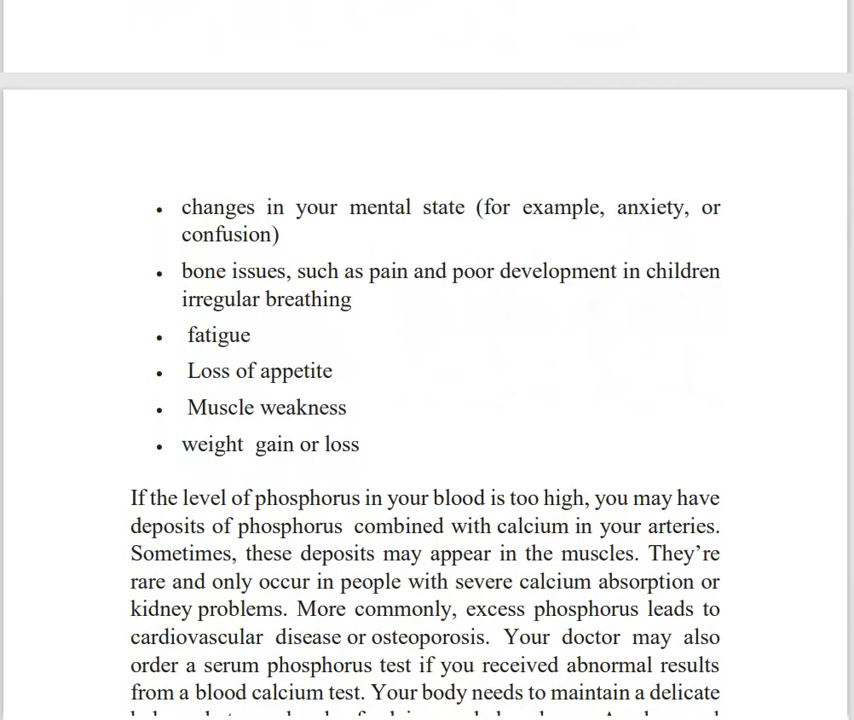 • changes in your mental state (for example, anxiety, or
confusion)
• bone issues, such as pain and poor development in children
irregular breathing
• fatigue
• Loss of appetite
• Muscle weakness
• weight gain or loss
If the level of phosphorus in your blood is too high, you may have
deposits of phosphorus combined with calcium in your arteries.
Sometimes, these deposits may appear in the muscles. They’re
rare and only occur in people with severe calcium absorption or
kidney problems. More commonly, excess phosphorus leads to
cardiovascular disease or osteoporosis. Your doctor may also
order a serum phosphorus test if you received abnormal results
from a blood calcium test. Your body needs to maintain a delicate